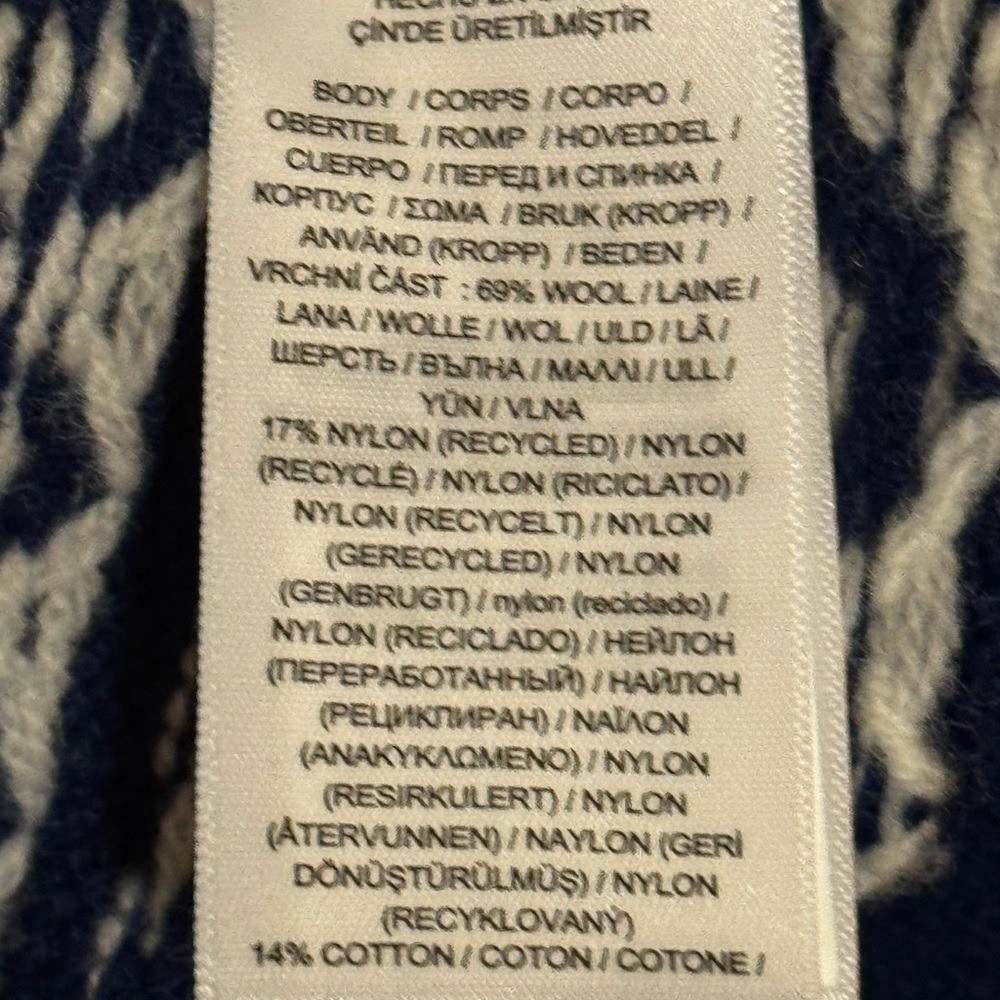 ÇİN'DE ÜRETİLMİŞTİR
BODY / CORPS / CORPO /
OBERTEIL / ROMP / HOVEDDEL /
CUERPO / ПЕРЕД И СПИНКА /
КОРПУС / ΣΩΜΑ / BRUK (KROPP) /
ANVÄND (KROPP) / BEDEN /
VRCHNÍ ČÁST : 69% WOOL / LAINE /
LANA / WOLLE / WOL / ULD / LÃ /
ШЕРСТЬ / ВЪЛНА / ΜΑΛΛΙ / ULL /
YÜN / VLNA
17% NYLON (RECYCLED) / NYLON
(RECYCLÉ) / NYLON (RICICLATO) /
NYLON (RECYCELT) / NYLON
(GERECYCLED) / NYLON
(GENBRUGT) / nylon (reciclado) /
NYLON (RECICLADO) / НЕЙЛОН
(ПЕРЕРАБОТАННЫЙ) / НАЙЛОН
(РЕЦИКЛИРАН) / ΝΑΪΛΟΝ
(ΑΝΑΚΥΚΛΩΜΕΝΟ) / NYLON
(RESIRKULERT) / NYLON
(ÅTERVUNNEN) / NAYLON (GERİ
DÖNÜŞTÜRÜLMÜŞ) / NYLON
(RECYKLOVANÝ)
14% COTTON / COTON / COTONE /